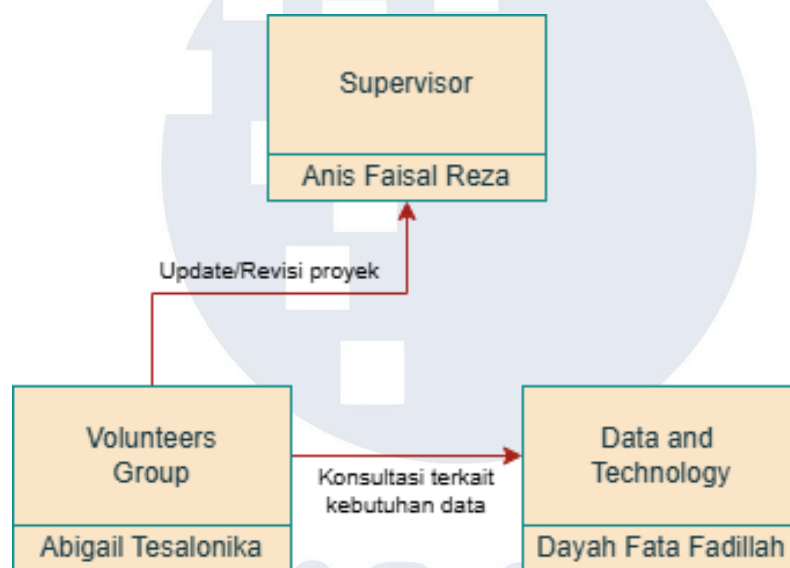 Supervisor
Anis Faisal Reza
Update/Revisi proyek
Volunteers
Group
Abigail Tesalonika
Konsultasi terkait
kebutuhan data
Data and
Technology
Dayah Fata Fadillah